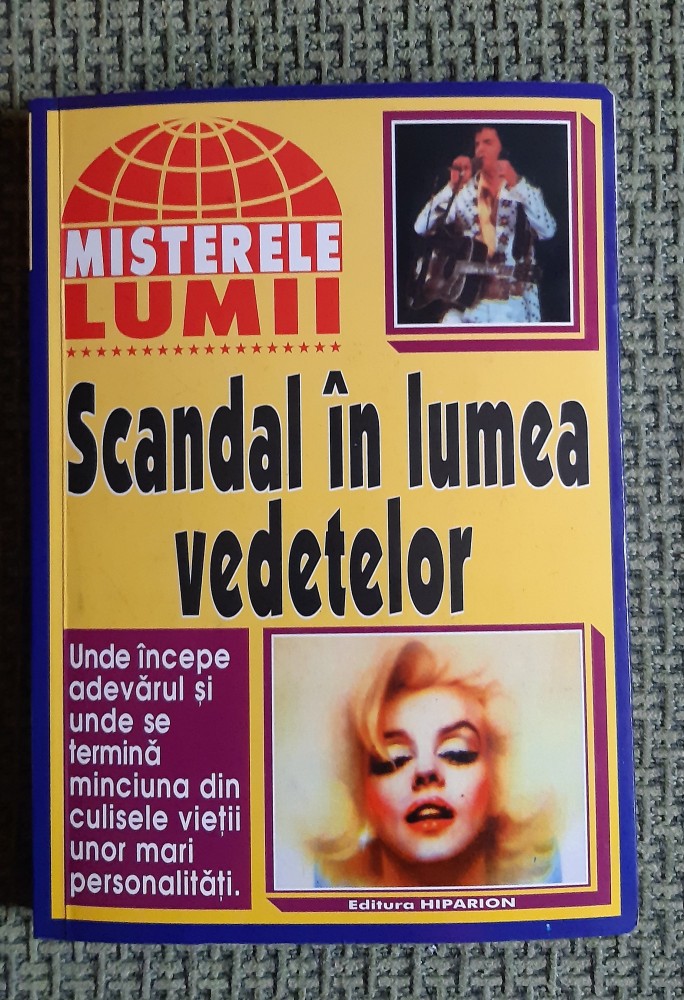 MISTERELE
LUMII
Scandal în lumea
vedetelor
Unde începe
adevărul și
unde se
termină
minciuna din
culisele vieții
unor mari
personalități.
Editura HIPARION